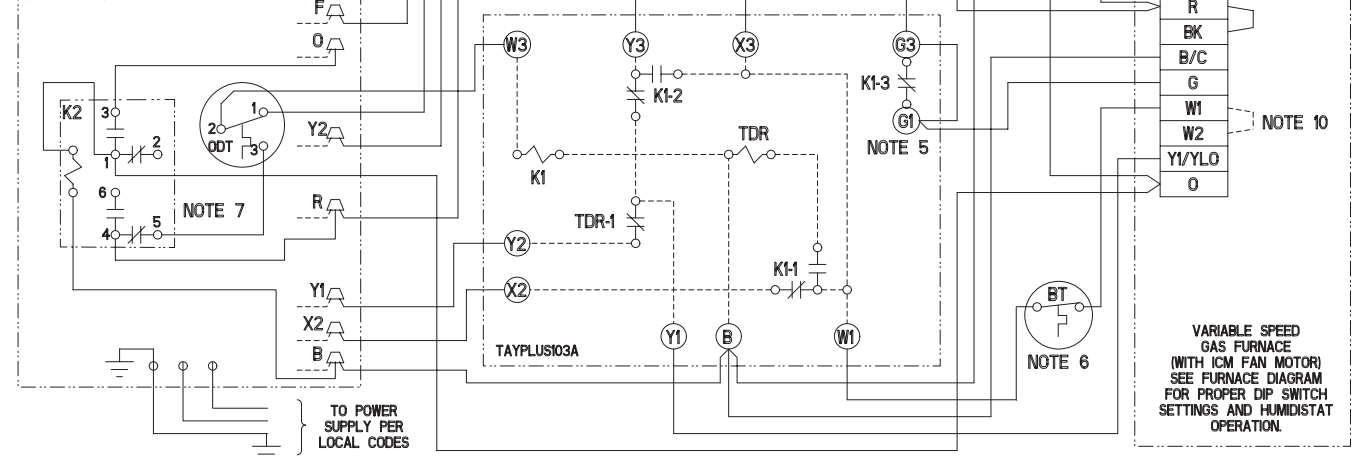 F
O
K2
3
2
1
6
5
4
NOTE 7
1
2
3
ODT
Y2
R
Y1
X2
B
TO POWER
SUPPLY PER
LOCAL CODES
W3
Y3
X3
G3
K1-2
K1-3
G1
NOTE 5
TDR
K1
TDR-1
Y2
K1-1
X2
Y1
B
W1
TAYPLUS103A
BT
NOTE 6
R
BK
B/C
G
W1
W2
Y1/YLO
O
NOTE 10
VARIABLE SPEED
GAS FURNACE
(WITH ICM FAN MOTOR)
SEE FURNACE DIAGRAM
FOR PROPER DIP SWITCH
SETTINGS AND HUMIDISTAT
OPERATION.